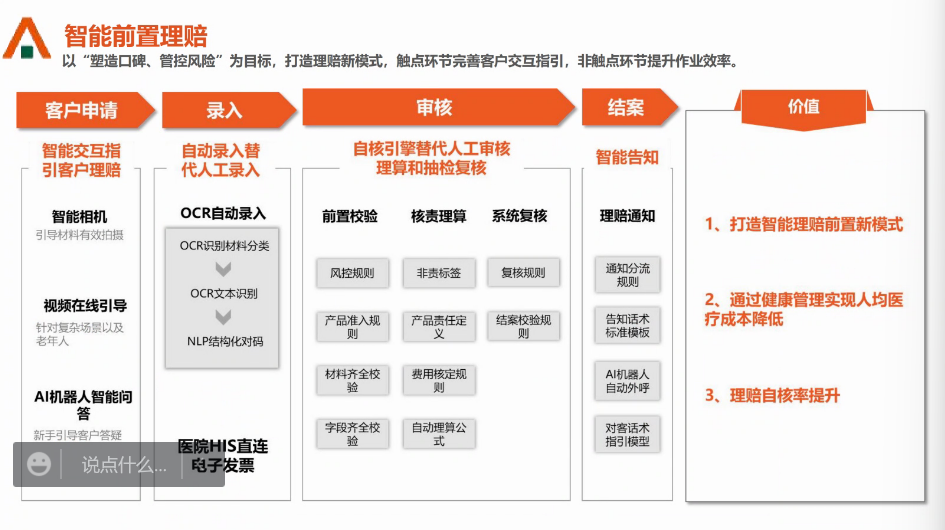 智能前置理赔
以“塑造口碑、管控风险”为目标，打造理赔新模式，触点环节完善客户交互指引，非触点环节提升作业效率。
客户申请
智能交互指
引客户理赔
智能相机
引导材料有效拍摄
视频在线引导
针对复杂场景以及
老年人
AI机器人智能问
答
新手引导客户答疑
录入
自动录入替
代人工录入
OCR自动录入
OCR识别材料分类
OCR文本识别
NLP结构化对码
医院HIS直连
电子发票
审核
自核引擎替代人工审核
理算和抽检复核
前置校验
风控规则
产品准入规
则
材料齐全校
验
字段齐全校
验
核责理算
非责标签
产品责任定
义
费用核定规
则
自动理算公
式
系统复核
复核规则
结案校验规
则
结案
智能告知
理赔通知
通知分流
规则
告知话术
标准模板
AI机器人
自动外呼
对客话术
指引模型
价值
1、打造智能理赔前置新模式
2、通过健康管理实现人均医
疗成本降低
3、理赔自核率提升
说点什么...